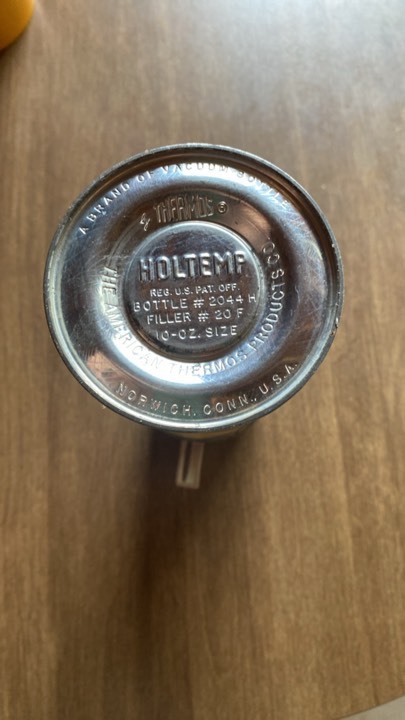 A BRAND OF VACUUM BOTTLE
THERMOS ®
HOLTEMP
REG. U.S. PAT. OFF.
BOTTLE # 2044 H
FILLER # 20 F
10-OZ. SIZE
THE AMERICAN THERMOS PRODUCTS CO.
NORWICH, CONN., U.S.A.